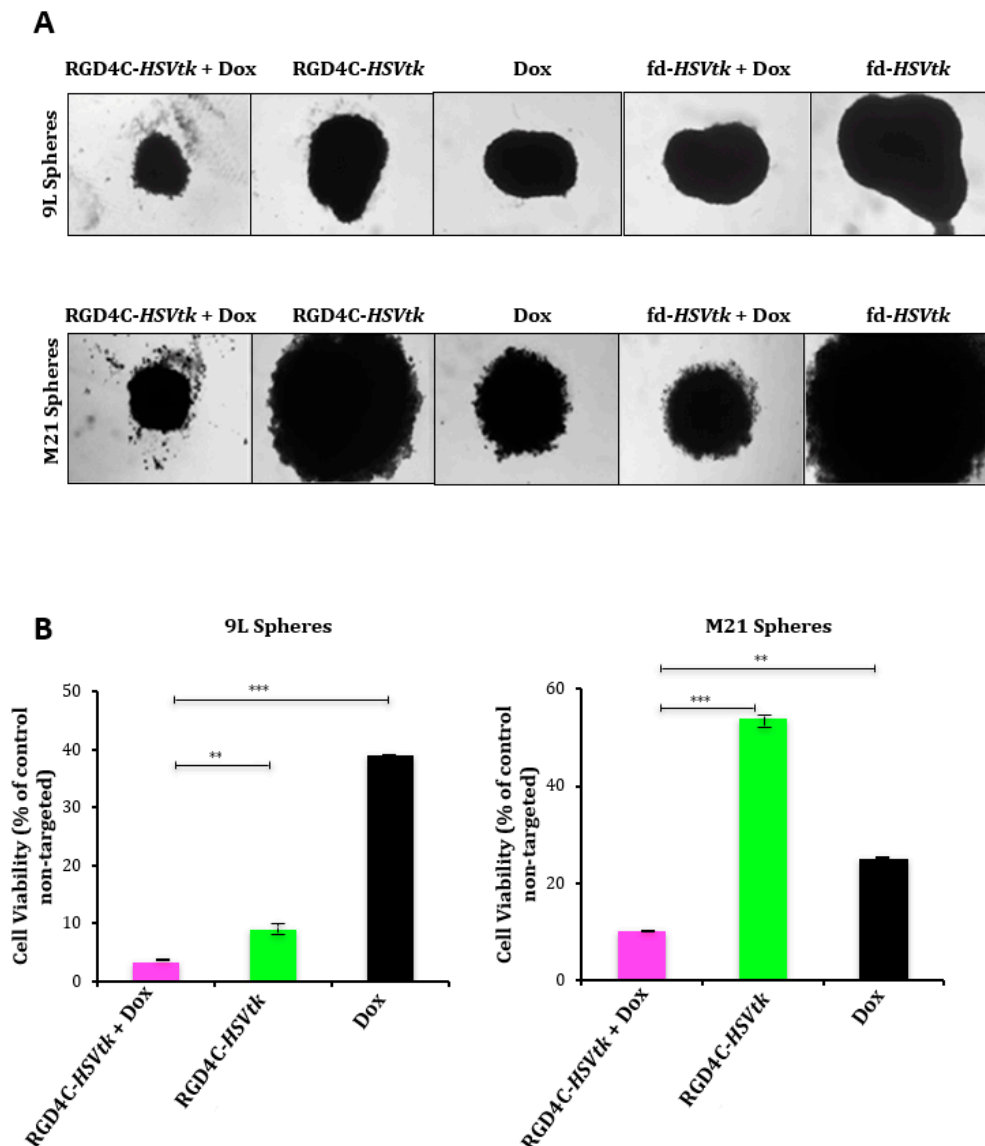 A
RGD4C-HSVtk + Dox RGD4C-HSVtk Dox fd-HSVtk + Dox fd-HSVtk
9L Spheres
RGD4C-HSVtk + Dox RGD4C-HSVtk Dox fd-HSVtk + Dox fd-HSVtk
M21 Spheres
B
9L Spheres
Cell Viability (% of control
non-targeted)
50
40
30
20
10
0
***
**
RGD4C-HSVtk + Dox
RGD4C-HSVtk
Dox
M21 Spheres
Cell Viability (% of control
non-targeted)
60
40
20
0
**
***
RGD4C-HSVtk + Dox
RGD4C-HSVtk
Dox